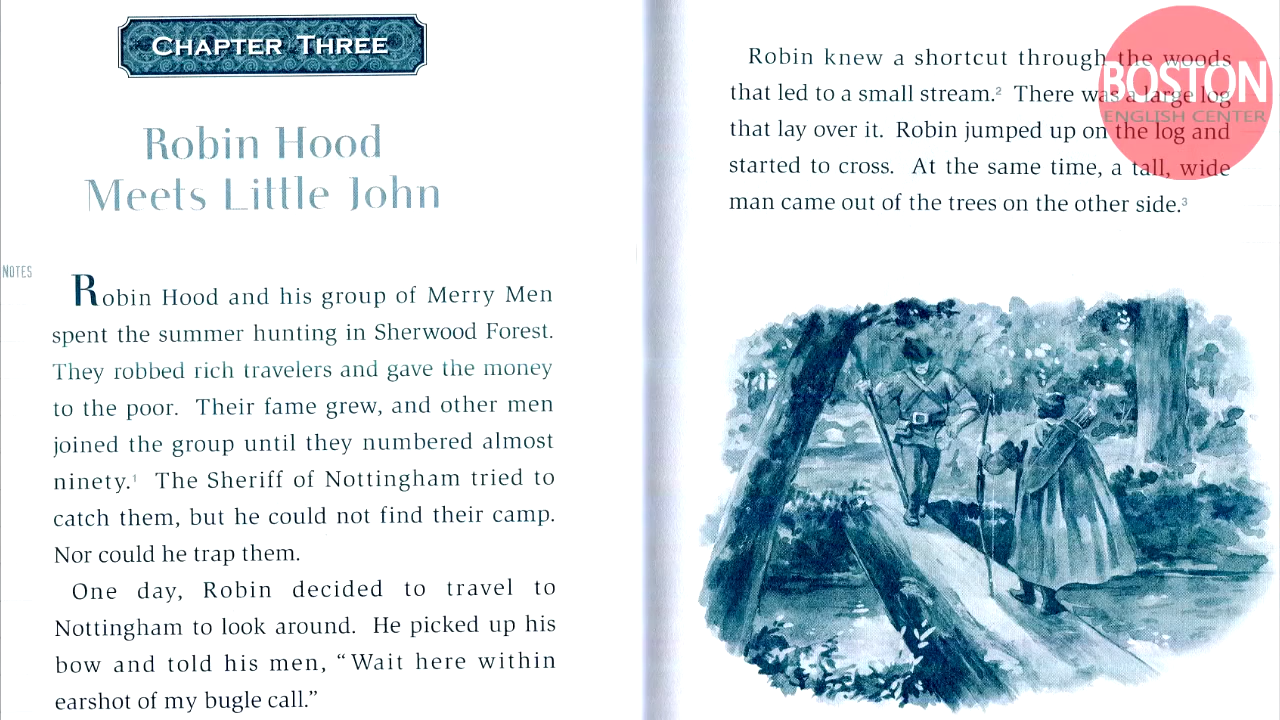 CHAPTER THREE
Robin Hood
Meets Little John
NOTES
Robin Hood and his group of Merry Men
spent the summer hunting in Sherwood Forest.
They robbed rich travelers and gave the money
to the poor. Their fame grew, and other men
joined the group until they numbered almost
ninety.¹ The Sheriff of Nottingham tried to
catch them, but he could not find their camp.
Nor could he trap them.
One day, Robin decided to travel to
Nottingham to look around. He picked up his
bow and told his men, “Wait here within
earshot of my bugle call.”
Robin knew a shortcut through the woods
that led to a small stream.² There was a large log
that lay over it. Robin jumped up on the log and
started to cross. At the same time, a tall, wide
man came out of the trees on the other side.³
BOSTON
ENGLISH CENTER